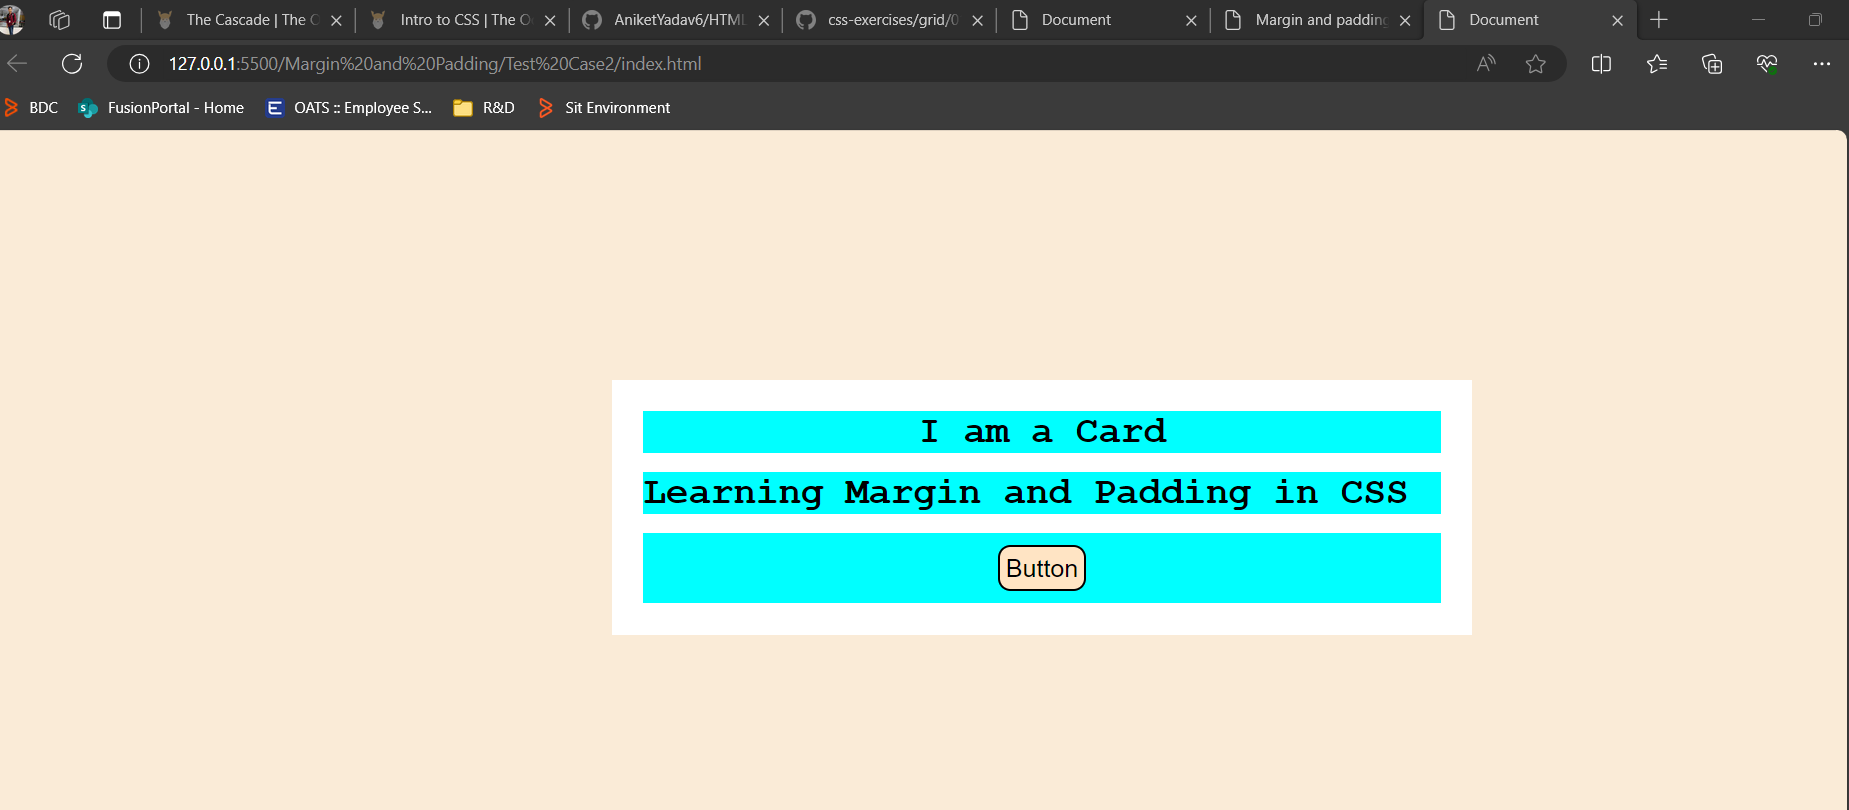 The Cascade | The O
Intro to CSS | The O
AniketYadav6/HTML
css-exercises/grid/0
Document
Margin and padding
Document
127.0.0.1:5500/Margin%20and%20Padding/Test%20Case2/index.html
BDC
FusionPortal - Home
OATS :: Employee S...
R&D
Sit Environment
I am a Card
Learning Margin and Padding in CSS
Button